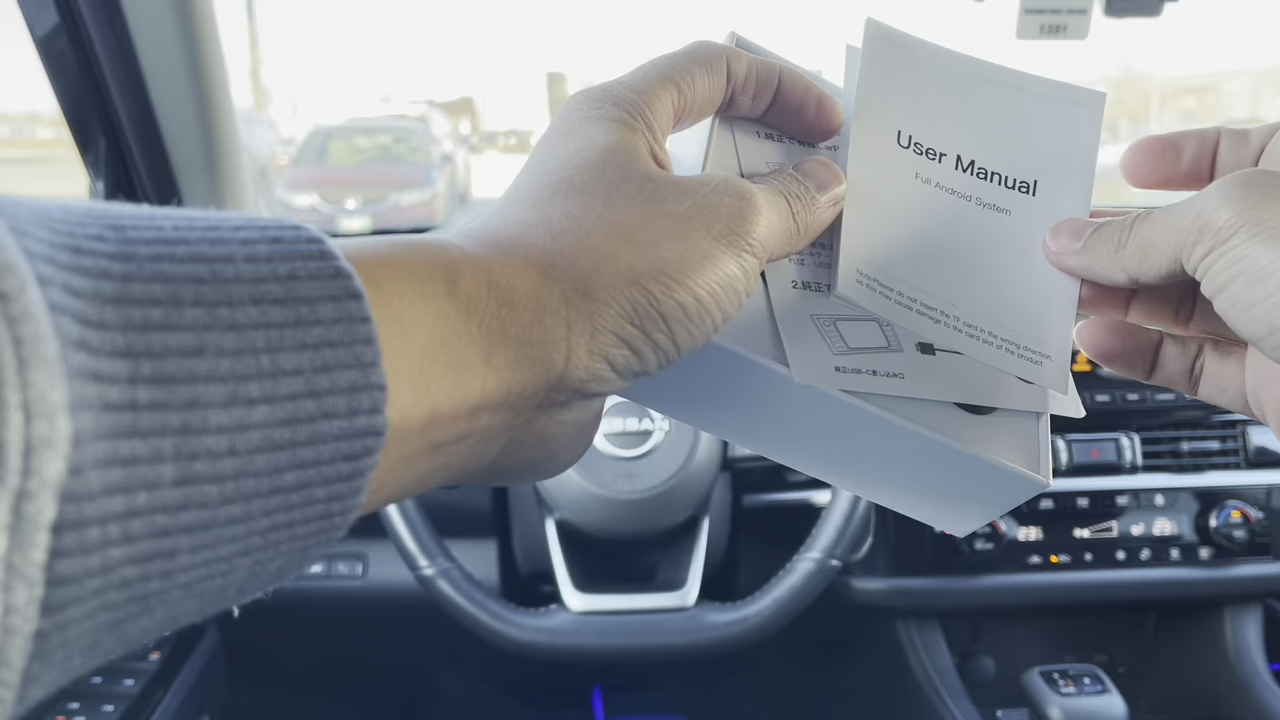 User Manual
Full Android System
Note:Please do not insert the TF card in the wrong direction,
as this may cause damage to the card slot of the product.
1.純正で有線CarP
2.純正で
純正USB-C差し込み口
NISSAN